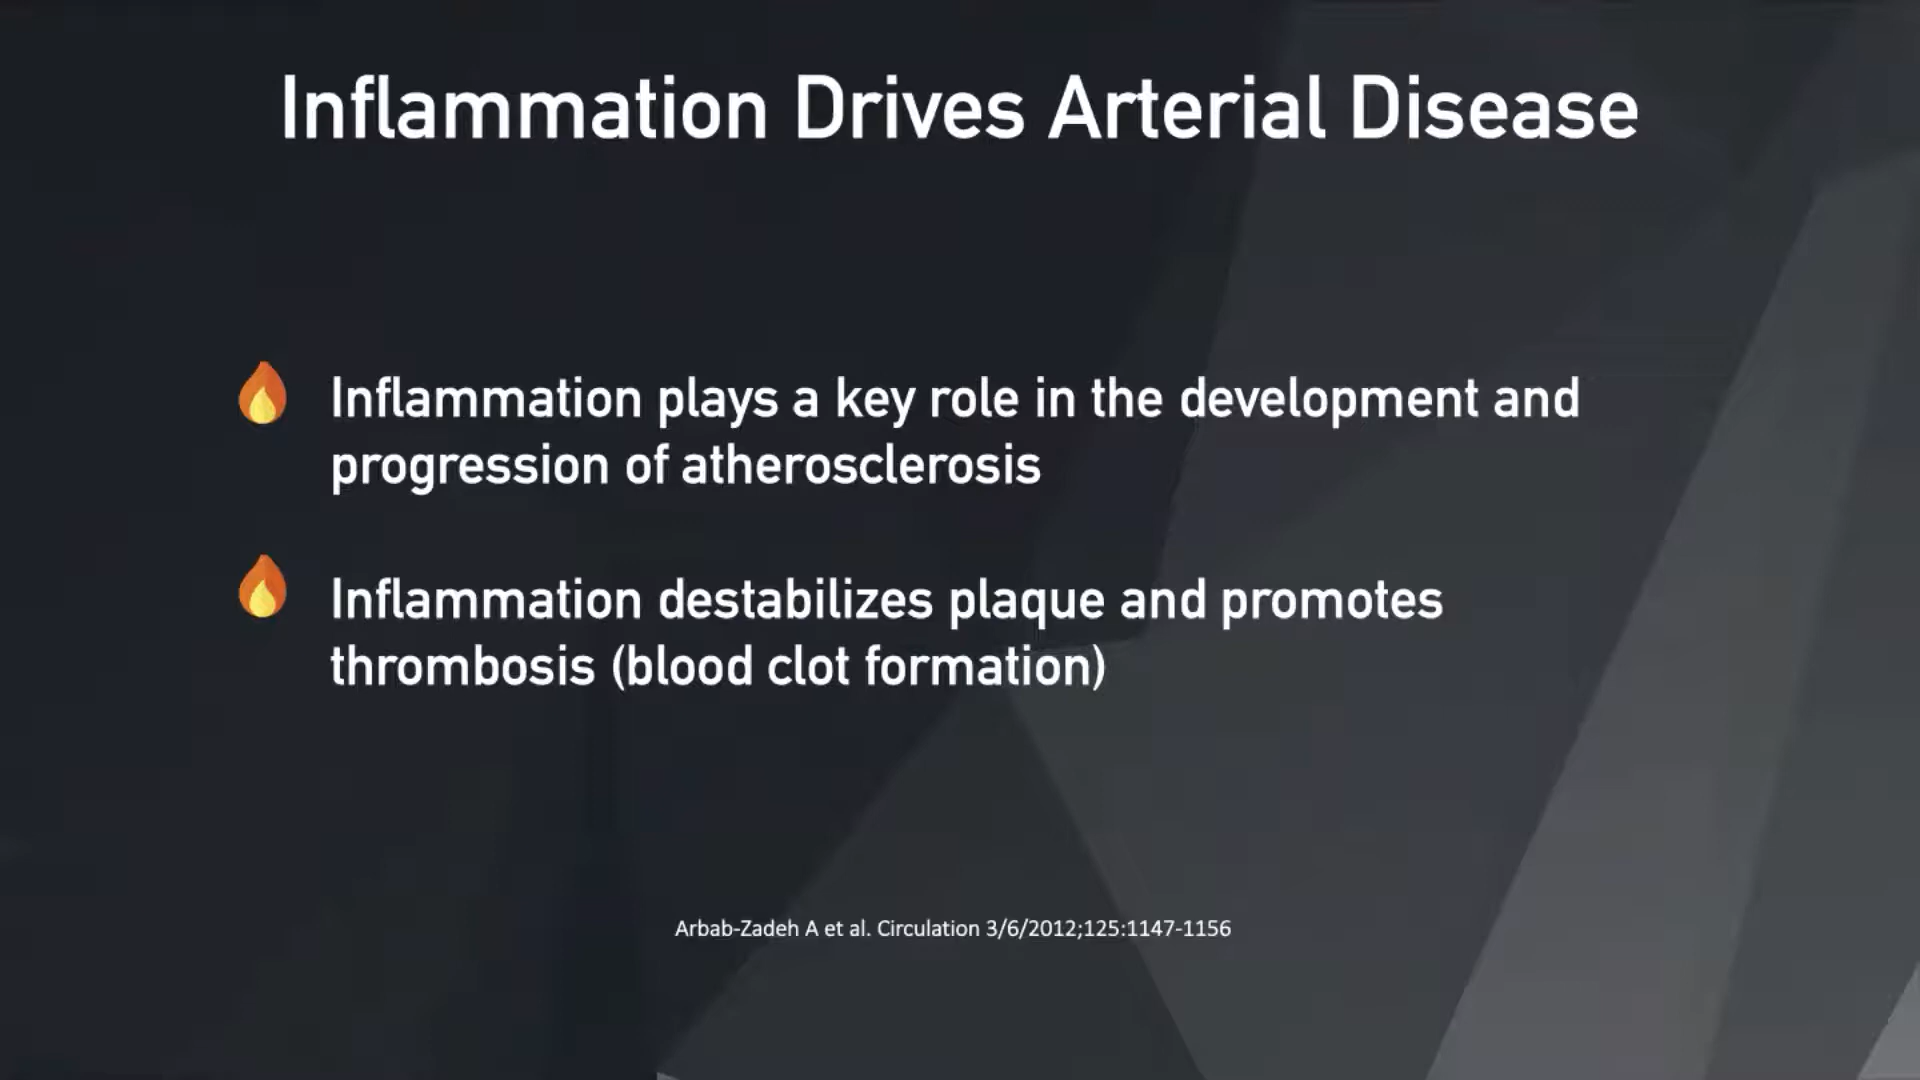 Inflammation Drives Arterial Disease
Inflammation plays a key role in the development and
progression of atherosclerosis
Inflammation destabilizes plaque and promotes
thrombosis (blood clot formation)
Arbab-Zadeh A et al. Circulation 3/6/2012;125:1147-1156